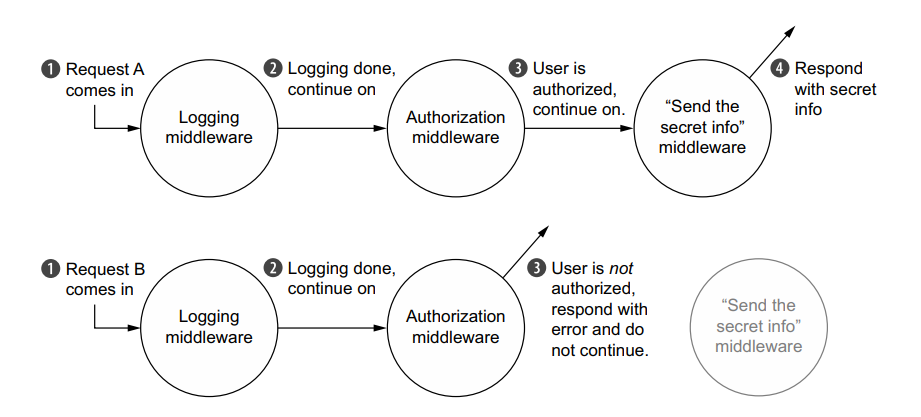 1 Request A
comes in
Logging
middleware
2 Logging done,
continue on
Authorization
middleware
3 User is
authorized,
continue on.
“Send the
secret info”
middleware
4 Respond
with secret
info
1 Request B
comes in
Logging
middleware
2 Logging done,
continue on
Authorization
middleware
3 User is not
authorized,
respond with
error and do
not continue.
“Send the
secret info”
middleware